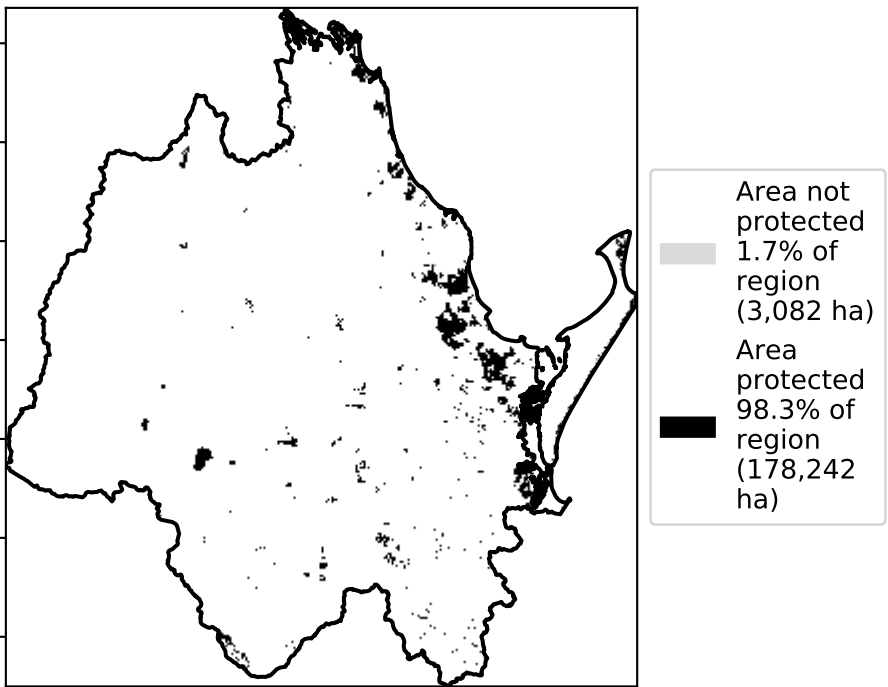 Area not
protected
1.7% of
region
(3,082 ha)
Area
protected
98.3% of
region
(178,242
ha)